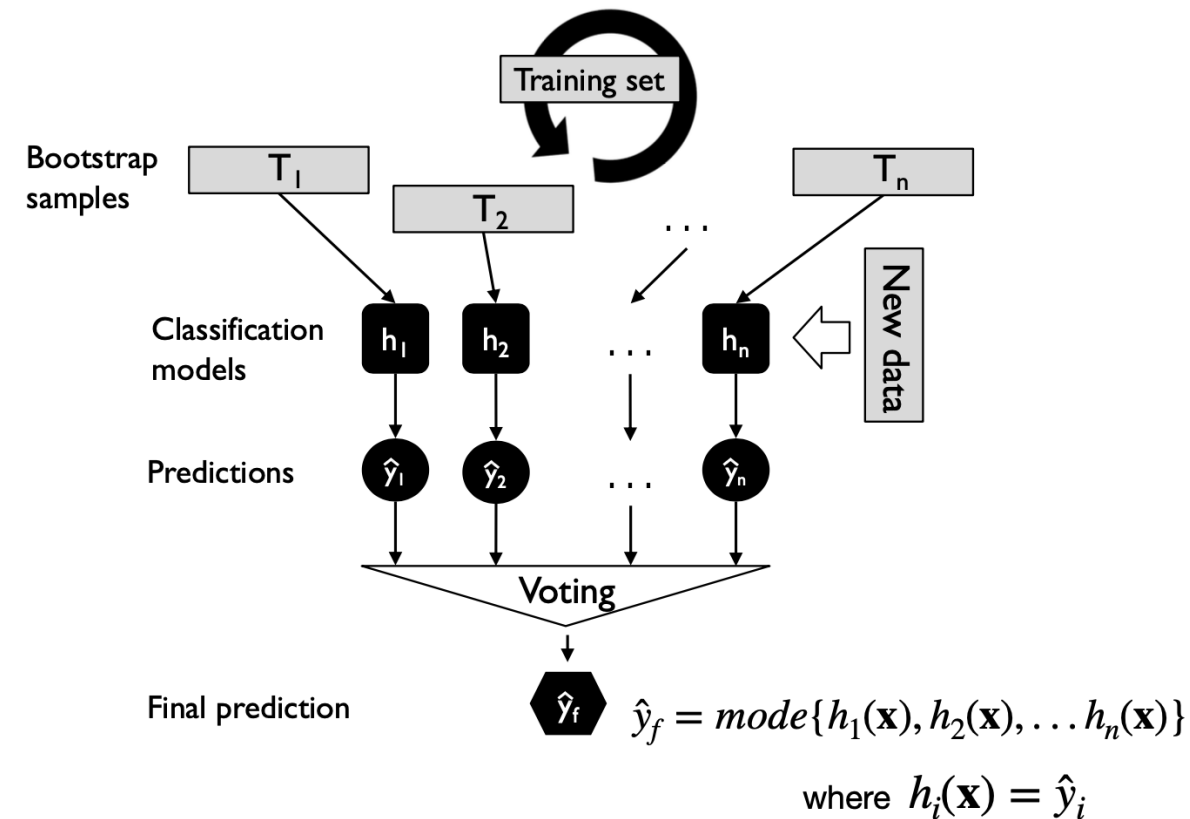 Training set
Bootstrap
samples
T₁
T₂
. . .
Tₙ
New data
Classification
models
h₁
h₂
. . .
hₙ
Predictions
ŷ₁
ŷ₂
. . .
ŷₙ
Voting
Final prediction
ŷf
ŷf = mode{h₁(x), h₂(x), . . . hₙ(x)}
where hᵢ(x) = ŷᵢ